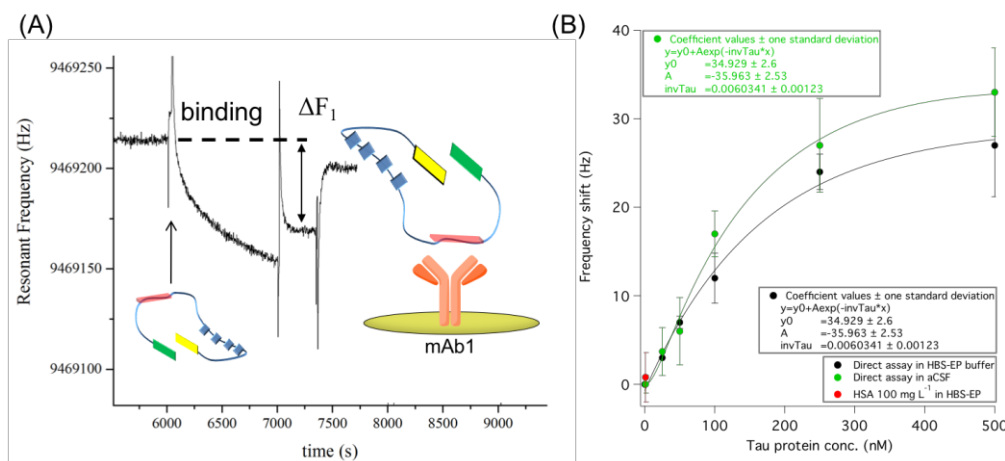 (A)
9469250
9469200
9469150
9469100
Resonant Frequency (Hz)
binding
ΔF1
mAb1
6000 6500 7000 7500 8000 8500 9000
time (s)
(B)
40
30
20
10
0
Frequency shift (Hz)
Coefficient values ± one standard deviation
y=y0+Aexp(-invTau*x)
y0 =34.929 ± 2.6
A =-35.963 ± 2.53
invTau =0.0060341 ± 0.00123
Coefficient values ± one standard deviation
y=y0+Aexp(-invTau*x)
y0 =34.929 ± 2.6
A =-35.963 ± 2.53
invTau =0.0060341 ± 0.00123
Direct assay in HBS-EP buffer
Direct assay in aCSF
HSA 100 mg L-1 in HBS-EP
0 100 200 300 400 500
Tau protein conc. (nM)